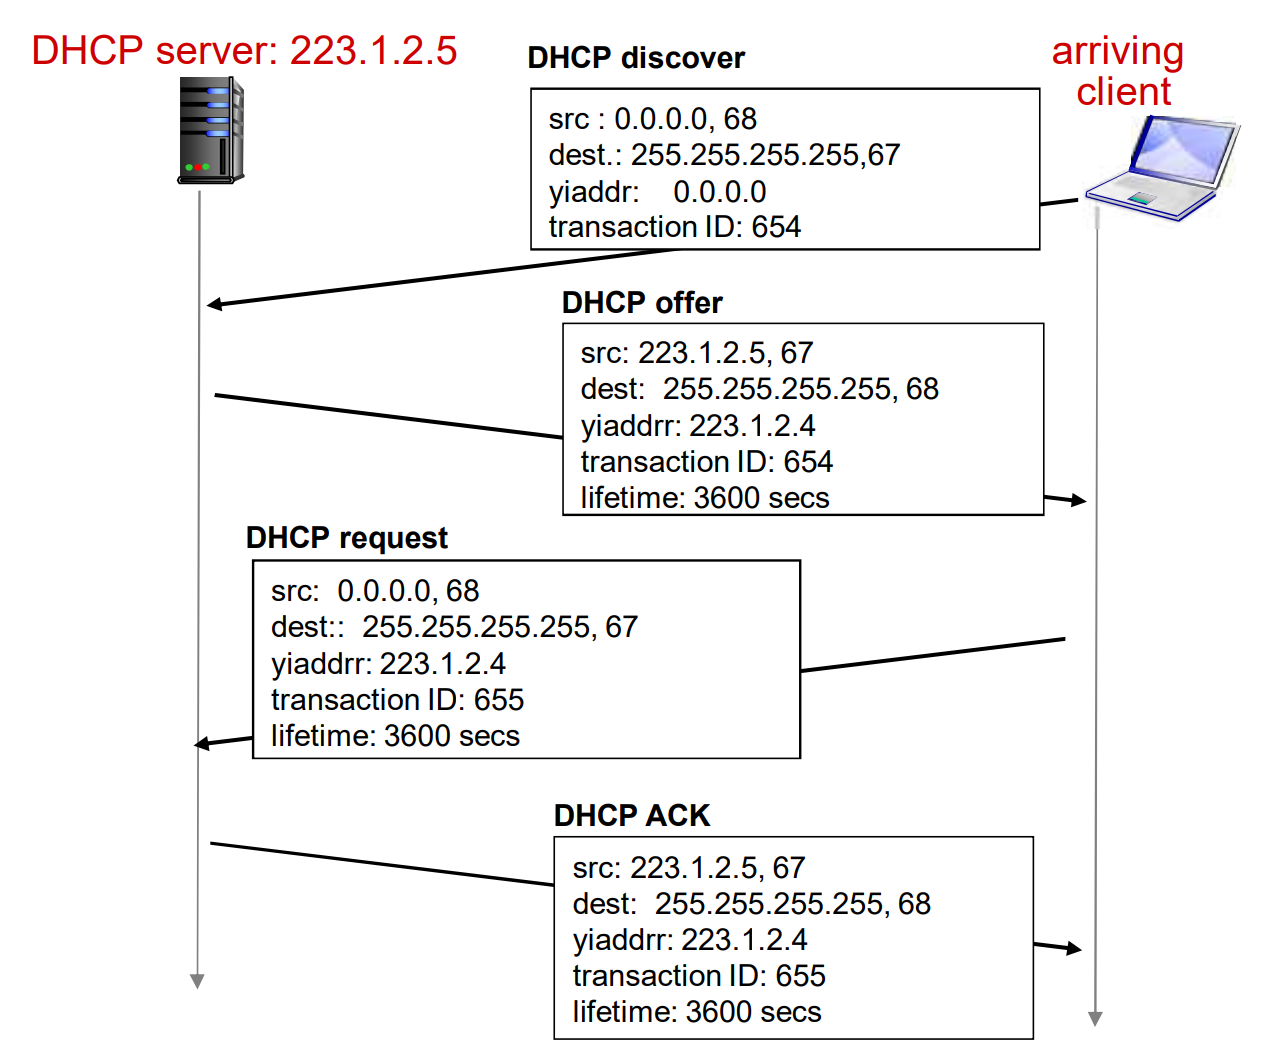 DHCP server: 223.1.2.5
DHCP discover
arriving
client
src : 0.0.0.0, 68
dest.: 255.255.255.255,67
yiaddr: 0.0.0.0
transaction ID: 654
DHCP offer
src: 223.1.2.5, 67
dest: 255.255.255.255, 68
yiaddrr: 223.1.2.4
transaction ID: 654
lifetime: 3600 secs
DHCP request
src: 0.0.0.0, 68
dest:: 255.255.255.255, 67
yiaddrr: 223.1.2.4
transaction ID: 655
lifetime: 3600 secs
DHCP ACK
src: 223.1.2.5, 67
dest: 255.255.255.255, 68
yiaddrr: 223.1.2.4
transaction ID: 655
lifetime: 3600 secs